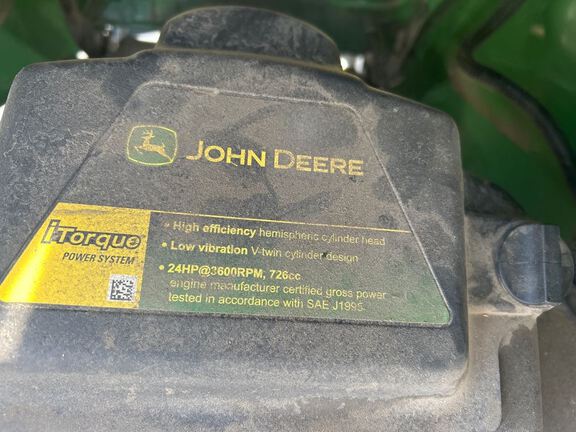 JOHN DEERE
iTorque
POWER SYSTEM
• High efficiency hemispheric cylinder head
• Low vibration V-twin cylinder design
• 24HP@3600RPM, 726cc
engine manufacturer certified gross power
tested in accordance with SAE J1995.